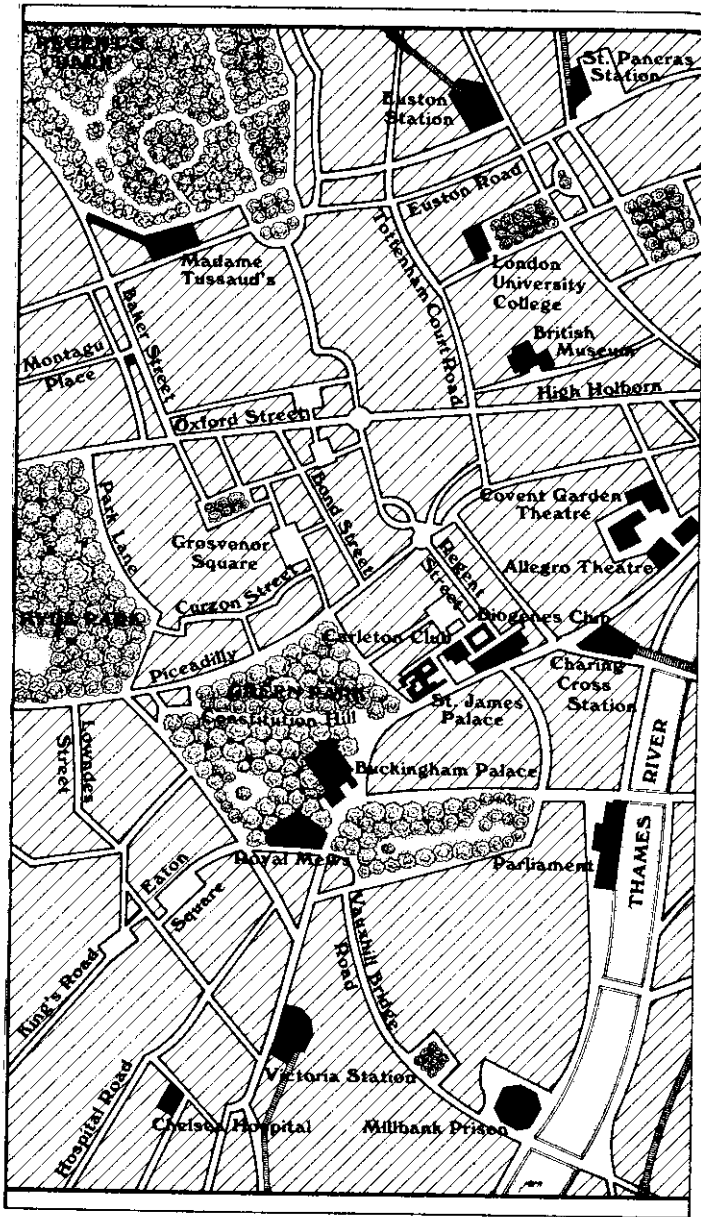 REGENT'S
PARK
St. Pancras
Station
Euston
Station
Euston Road
Tottenham Court Road
Madame
Tussaud's
London
University
College
Baker Street
British
Museum
Montagu
Place
High Holborn
Oxford Street
Park Lane
Bond Street
Covent Garden
Theatre
Grosvenor
Square
Regent
Street
Allegro Theatre
Curzon Street
Diogenes Club
HYDE PARK
Carleton Club
Piccadilly
Charing
Cross
Station
GREEN PARK
St. James
Palace
Constitution Hill
Lowndes
Street
Buckingham Palace
RIVER
THAMES
Royal Mews
Parliament
Eaton
Square
Vauxhill Bridge
Road
King's Road
Victoria Station
Hospital Road
Chelsea Hospital
Millbank Prison